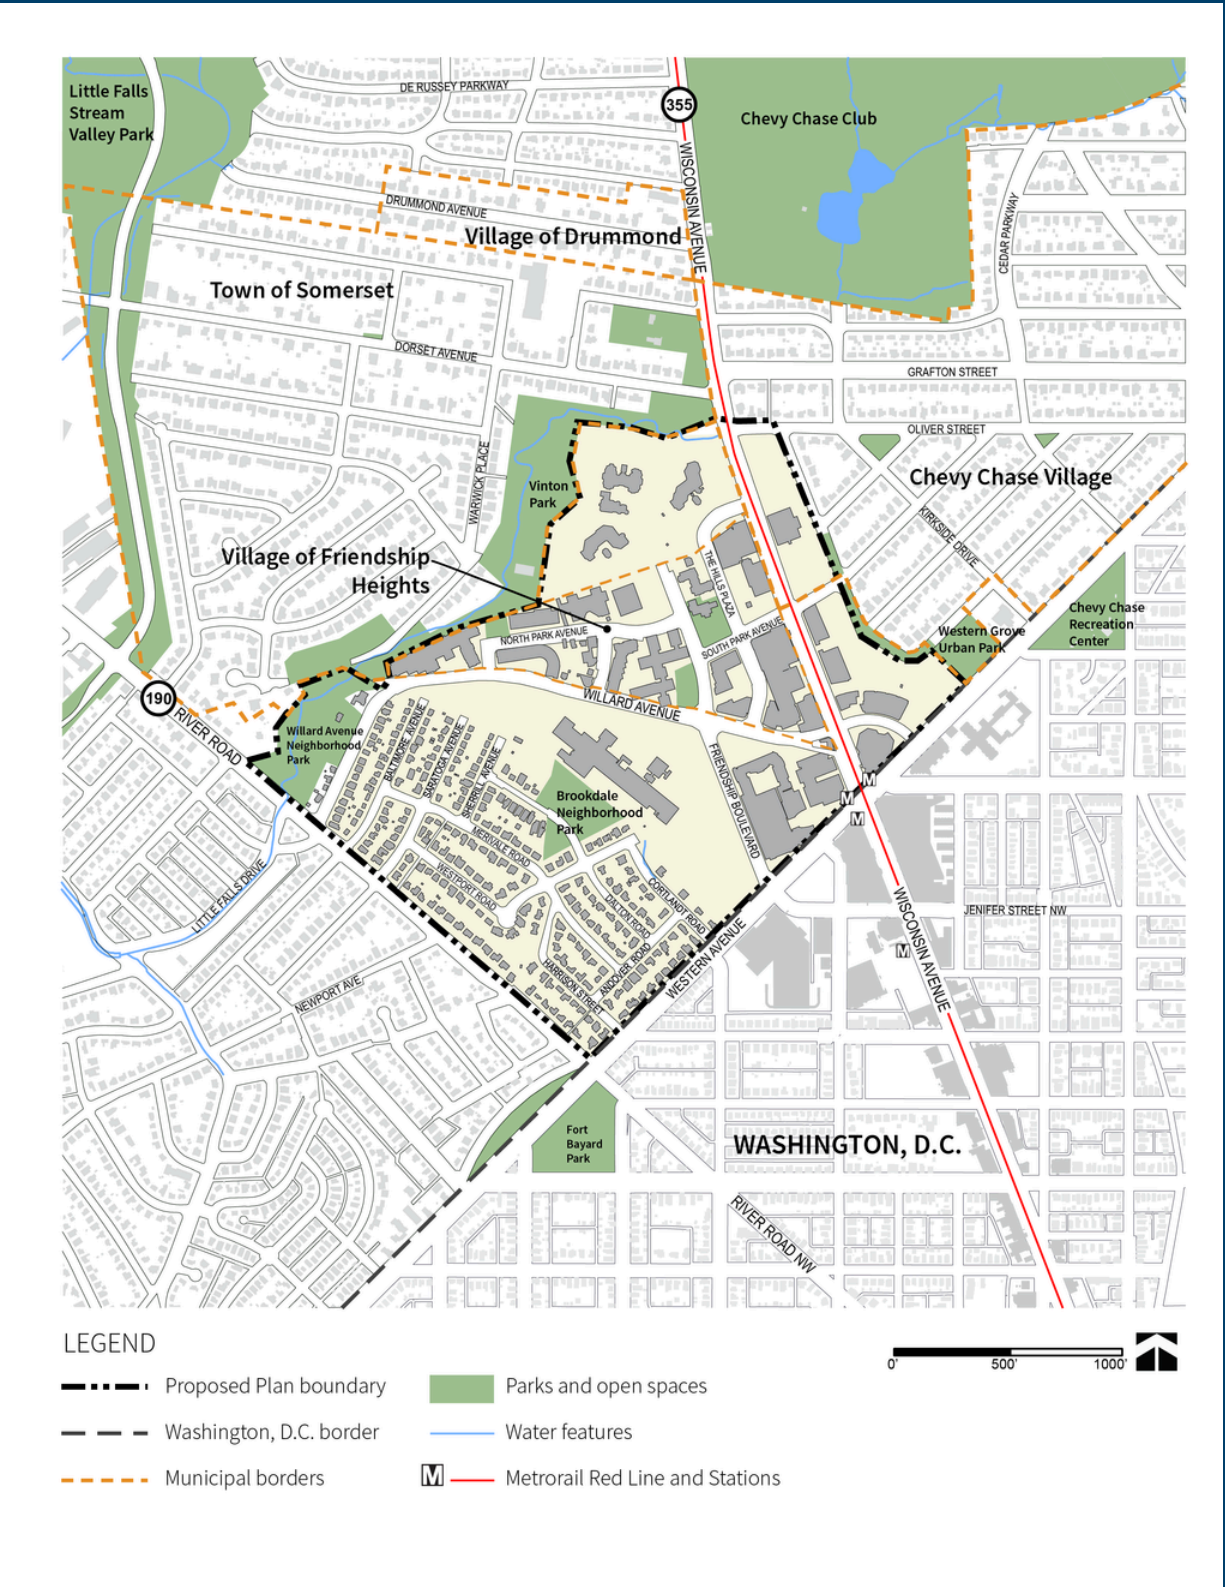 Little Falls
Stream
Valley Park
DE RUSSEY PARKWAY
355
Chevy Chase Club
WISCONSIN AVENUE
CEDAR PARKWAY
DRUMMOND AVENUE
Village of Drummond
Town of Somerset
DORSET AVENUE
GRAFTON STREET
OLIVER STREET
WARWICK PLACE
Vinton
Park
Chevy Chase Village
KIRKSIDE DRIVE
Village of Friendship
Heights
THE HILLS PLAZA
NORTH PARK AVENUE
SOUTH PARK AVENUE
Chevy Chase
Recreation
Center
Western Grove
Urban Park
190
RIVER ROAD
WILLARD AVENUE
Willard Avenue
Neighborhood
Park
BALTIMORE AVENUE
SARATOGA AVENUE
SHERRILL AVENUE
FRIENDSHIP BOULEVARD
Brookdale
Neighborhood
Park
M
M
M
MERIVALE ROAD
WESTPORT ROAD
LITTLE FALLS DRIVE
CORTLANDT ROAD
DALTON ROAD
ANDOVER ROAD
HARRISON STREET
WESTERN AVENUE
WISCONSIN AVENUE
JENIFER STREET NW
M
NEWPORT AVE
Fort
Bayard
Park
WASHINGTON, D.C.
RIVER ROAD NW
LEGEND
0' 500' 1000'
Proposed Plan boundary
Washington, D.C. border
Municipal borders
Parks and open spaces
Water features
M Metrorail Red Line and Stations